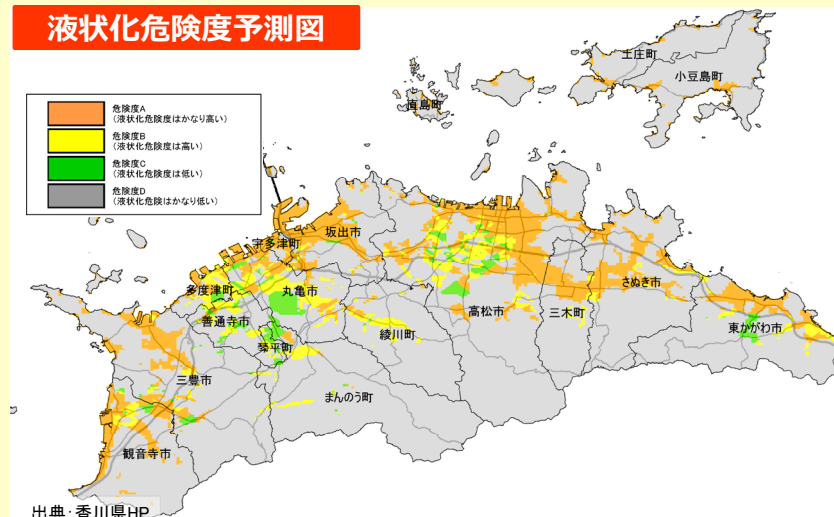 液状化危険度予測図
危険度A
(液状化危険度はかなり高い)
危険度B
(液状化危険度は高い)
危険度C
(液状化危険度は低い)
危険度D
(液状化危険はかなり低い)
土庄町
小豆島町
直島町
宇多津町
坂出市
多度津町
丸亀市
善通寺市
琴平町
綾川町
高松市
三木町
さぬき市
東かがわ市
三豊市
まんのう町
観音寺市
出典:香川県HP